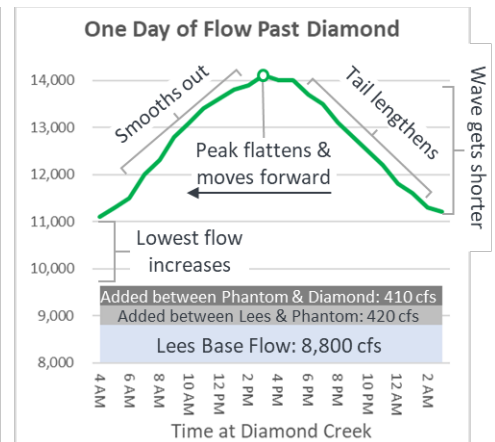 One Day of Flow Past Diamond
14,000
13,000
12,000
11,000
10,000
9,000
8,000
Smooths out
Tail lengthens
Wave gets shorter
Peak flattens &
moves forward
Lowest flow
increases
Added between Phantom & Diamond: 410 cfs
Added between Lees & Phantom: 420 cfs
Lees Base Flow: 8,800 cfs
4 AM
6 AM
8 AM
10 AM
12 PM
2 PM
4 PM
6 PM
8 PM
10 PM
12 AM
2 AM
Time at Diamond Creek